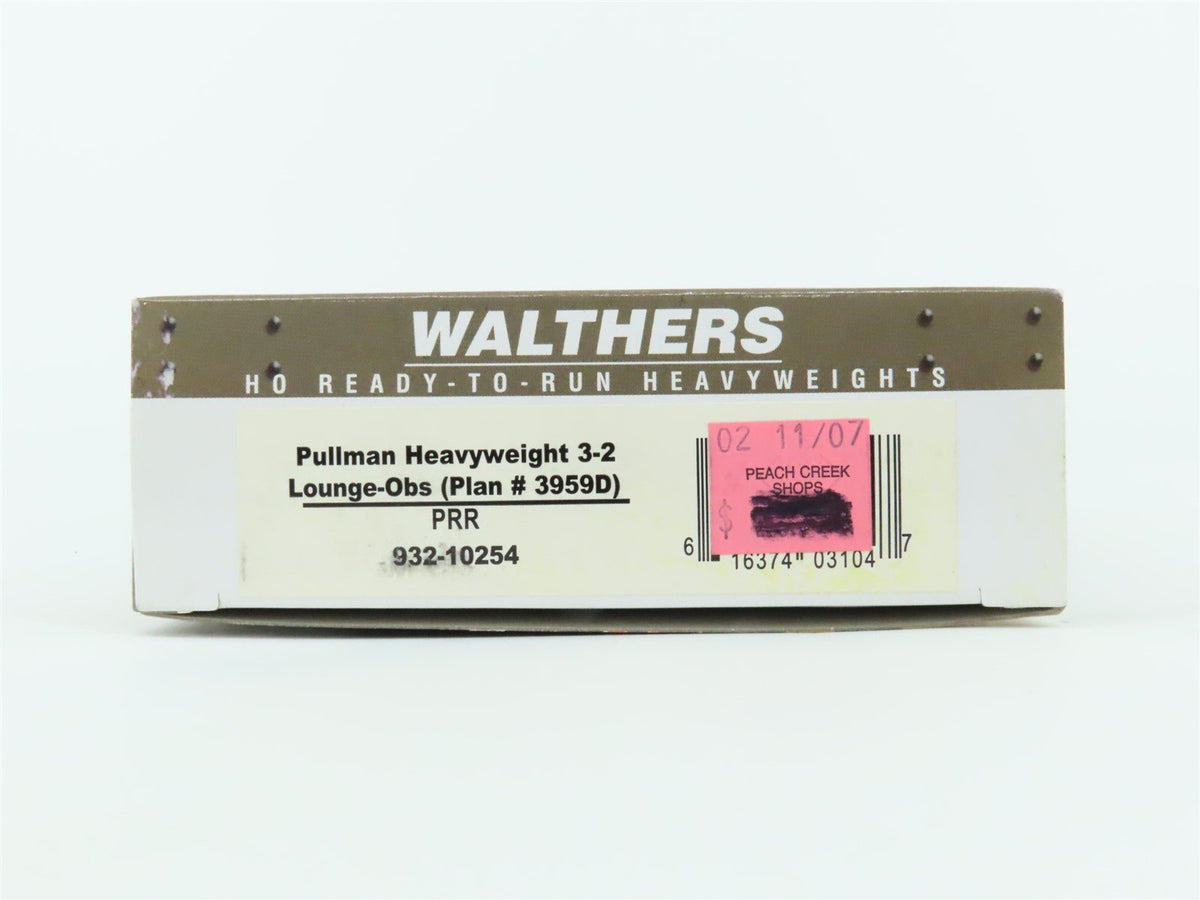 WALTHERS
HO READY-TO-RUN HEAVYWEIGHTS
Pullman Heavyweight 3-2
Lounge-Obs (Plan # 3959D)
PRR
932-10254
02 11/07
PEACH CREEK
SHOPS
$
6 16374 03104 7